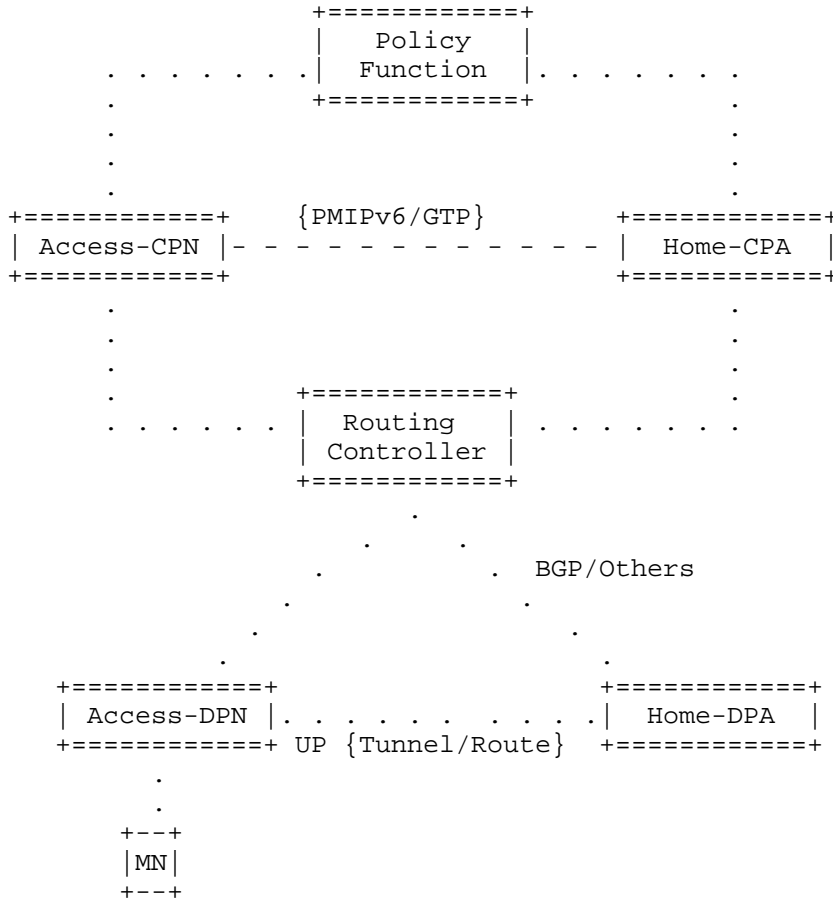 Policy
Function
{PMIPv6/GTP}
Access-CPN
Home-CPA
Routing
Controller
BGP/Others
Access-DPN
Home-DPA
UP {Tunnel/Route}
MN